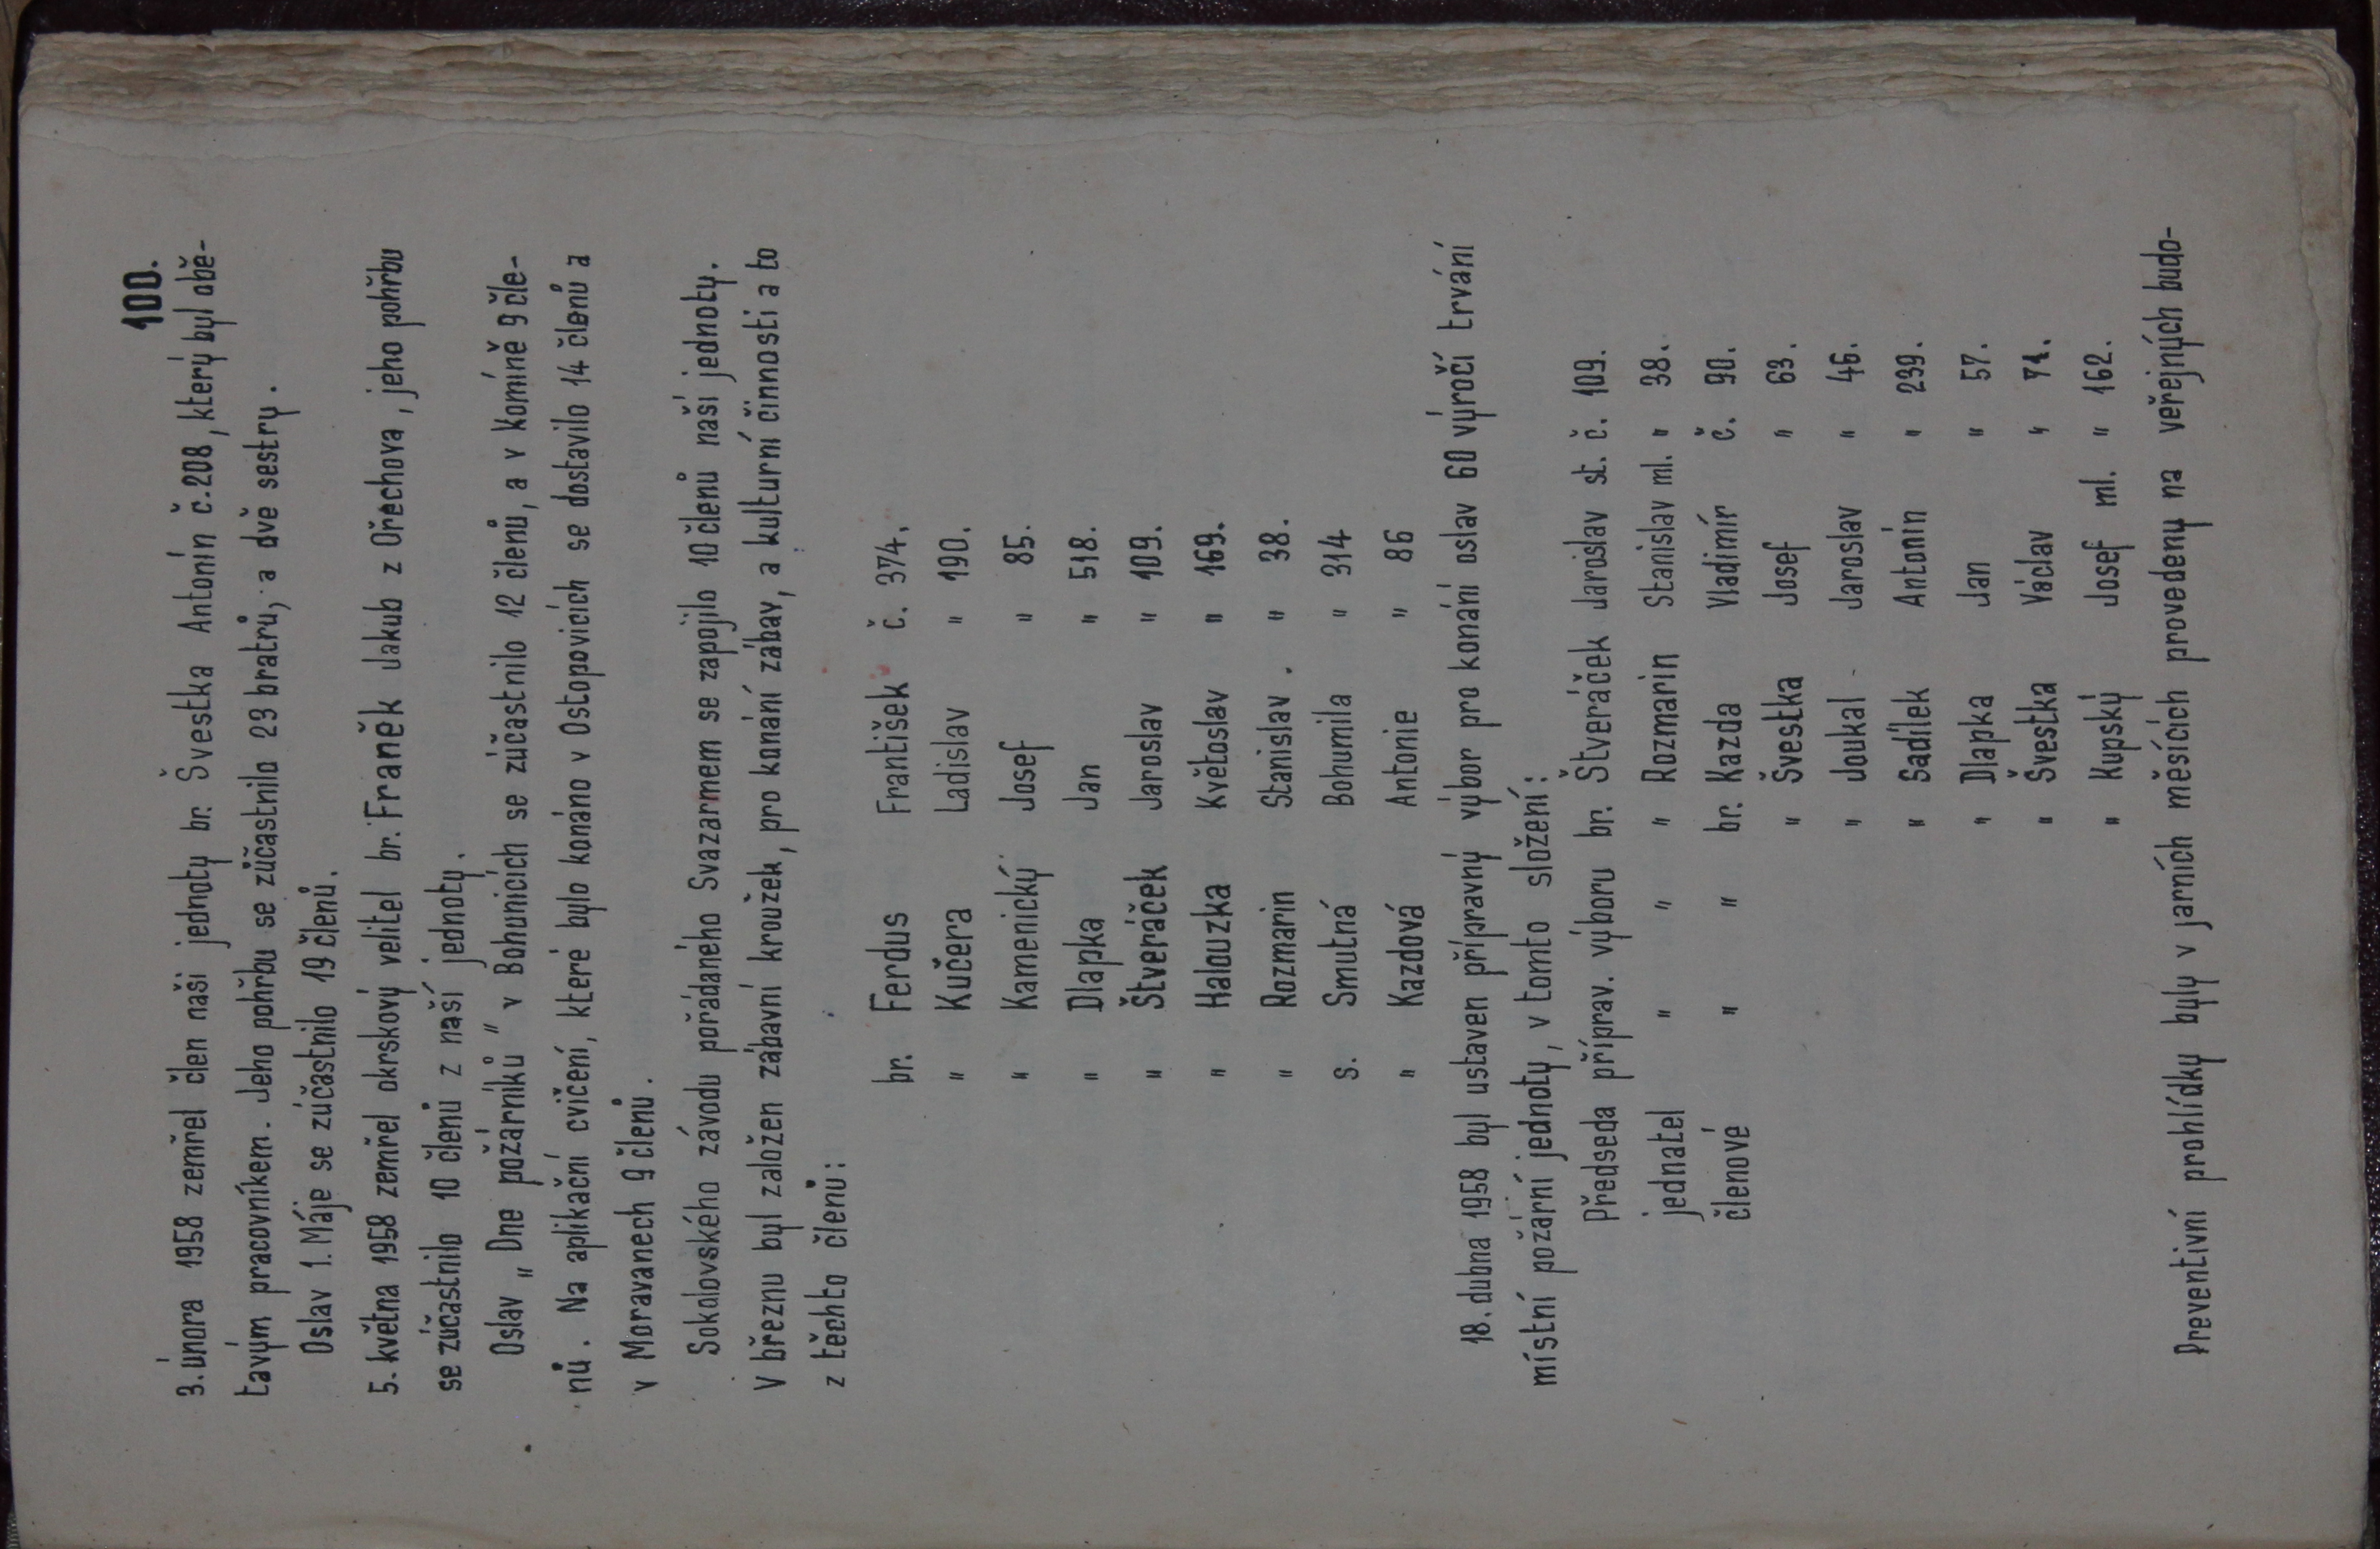 100.
3. Února 1958 zemřel člen naši jednoty br. Švestka Antonín č. 208, který byl obě-
tavým pracovníkem. Jeho pohřbu se zůčastnilo 23 bratrů, a dvě sestry.
Oslav 1. Máje se zúčastnilo 19 členů.
5. května 1958 zemřel okrskový velitel br. Franěk Jakub z Ořechova, jeho pohřbu
se zúčastnilo 10 členů z naší jednoty.
Oslav „Dne požárníků" v Bohunicích se zúčastnilo 12 členů, a v Komíně 9 čle-
nů. Na aplikační cvičení, které bylo konáno v Ostopovicích se dostavilo 14 členů a
v Moravanech 9 členů.
Sokolovského závodu pořádaného Svazarmem se zapojilo 10 členů naší jednoty.
V březnu byl založen zábavní kroužek, pro konání zábav, a kulturní činnosti a to
z těchto členů:
br. Ferdus František č. 374.
" Kučera Ladislav " 190.
" Kamenický Josef " 85.
" Dlapka Jan " 518.
" Štveráček Jaroslav " 109.
" Halouzka Květoslav " 169.
" Rozmarin Stanislav . " 38.
s. Smutná Bohumila " 314
" Kazdová Antonie " 86
18. dubna 1958 byl ustaven přípravný výbor pro konání oslav 60 výročí trvání
místní požární jednoty, v tomto složení:
Předseda příprav. výboru br. Štveráček Jaroslav st. č. 109.
jednatel " " " Rozmarin Stanislav ml. " 38.
členové " " br. Kazda Vladimír č. 90.
" Švestka Josef " 63.
" Joukal Jaroslav " 46.
" Sadílek Antonín " 239.
" Dlapka Jan " 57.
" Švestka Václav " 71.
" Kupský Josef ml. " 162.
Preventivní prohlídky byly v jarních měsících provedeny na veřejných budo-